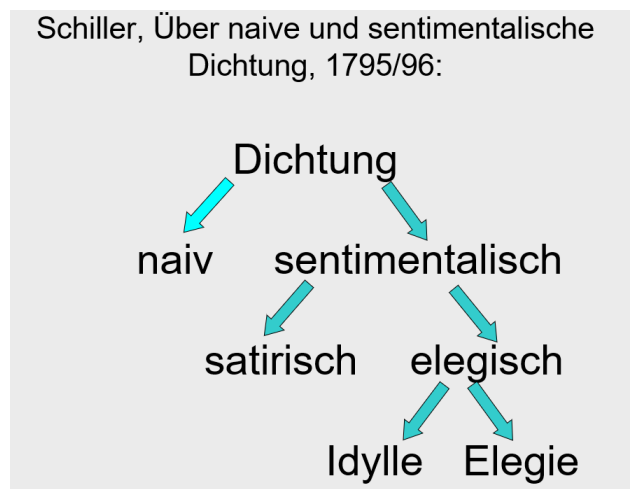 Schiller, Über naive und sentimentalische
Dichtung, 1795/96:
Dichtung
naiv sentimentalisch
satirisch elegisch
Idylle Elegie